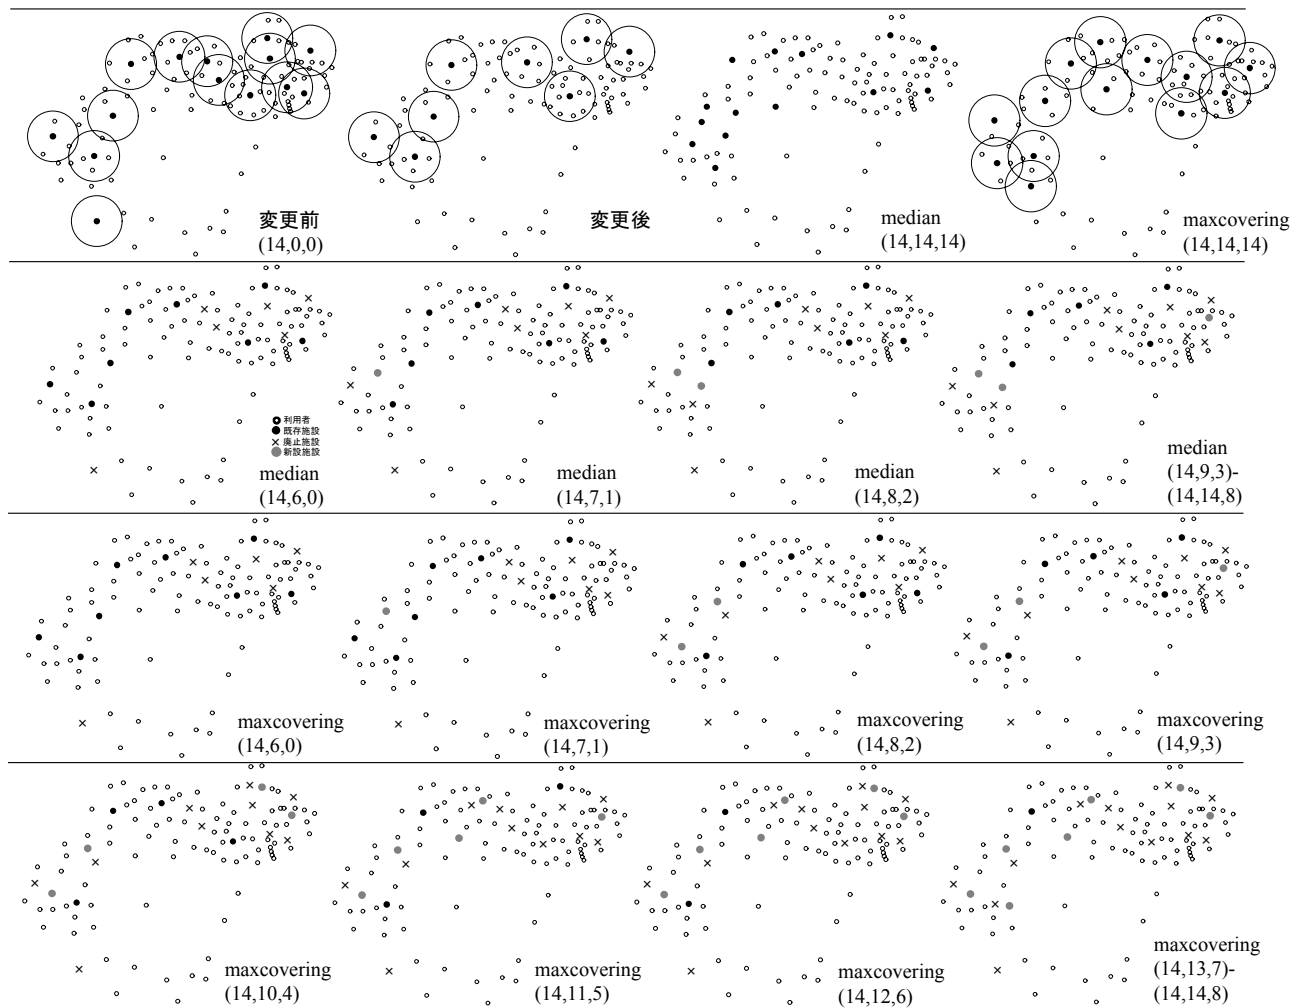 変更前
(14,0,0)
変更後
median
(14,14,14)
maxcovering
(14,14,14)
利用者
既存施設
廃止施設
新設施設
median
(14,6,0)
median
(14,7,1)
median
(14,8,2)
median
(14,9,3)-
(14,14,8)
maxcovering
(14,6,0)
maxcovering
(14,7,1)
maxcovering
(14,8,2)
maxcovering
(14,9,3)
maxcovering
(14,10,4)
maxcovering
(14,11,5)
maxcovering
(14,12,6)
maxcovering
(14,13,7)-
(14,14,8)